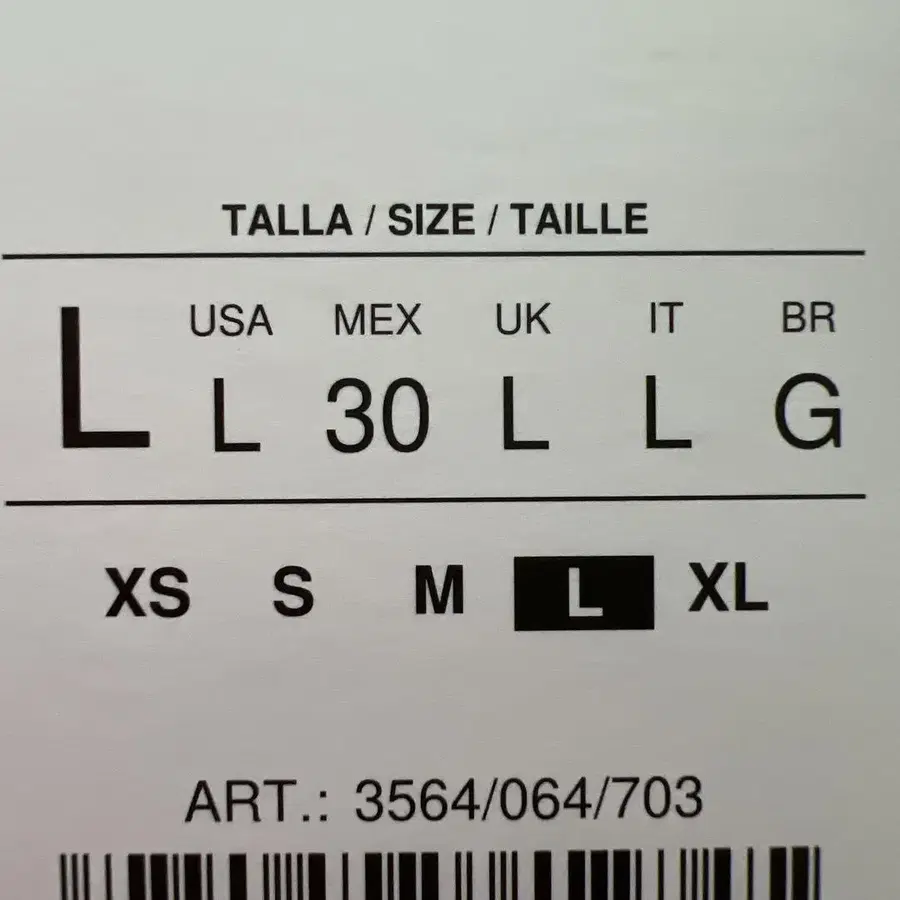 TALLA / SIZE / TAILLE
L USA MEX UK IT BR
L 30 L L G
XS S M L XL
ART.: 3564/064/703